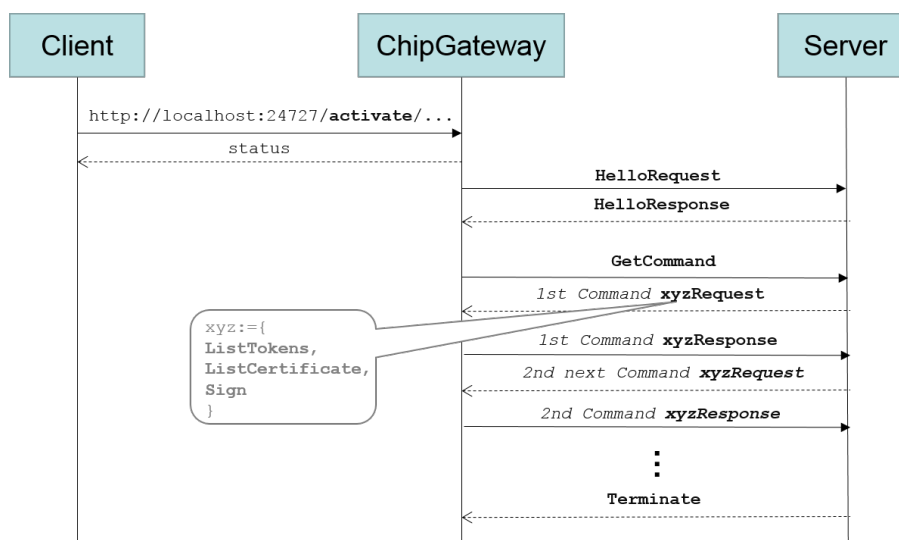 Client
ChipGateway
Server
http://localhost:24727/activate/...
status
HelloRequest
HelloResponse
GetCommand
1st Command xyzRequest
xyz:={
ListTokens,
ListCertificate,
Sign
}
1st Command xyzResponse
2nd next Command xyzRequest
2nd Command xyzResponse
Terminate